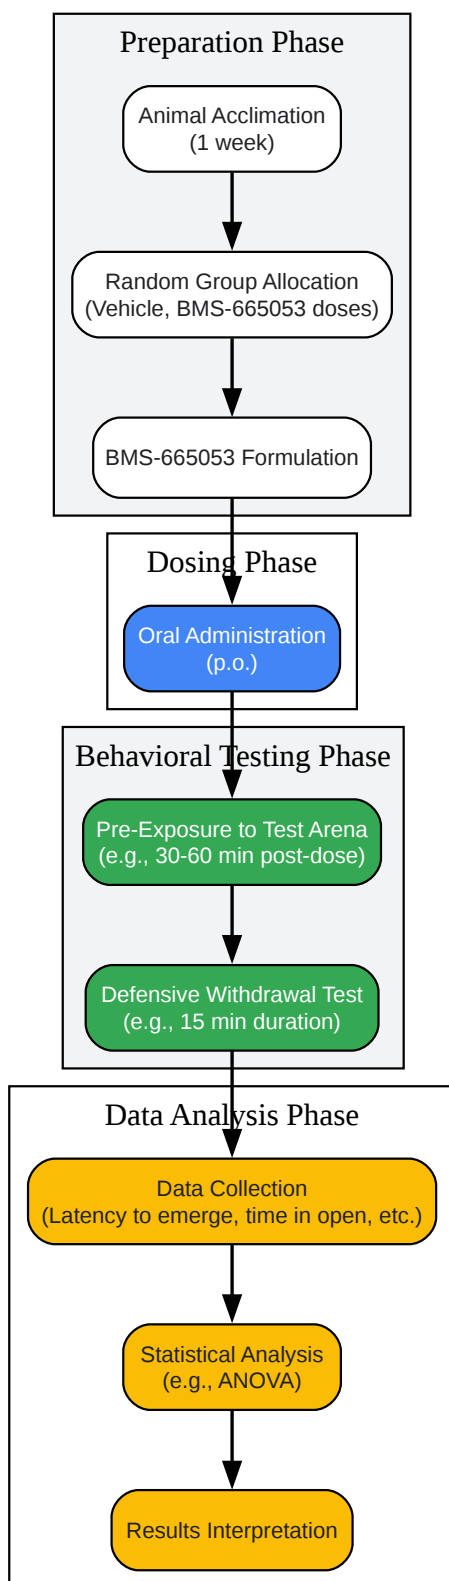 Preparation Phase
Animal Acclimation
(1 week)
Random Group Allocation
(Vehicle, BMS-665053 doses)
BMS-665053 Formulation
Dosing Phase
Oral Administration
(p.o.)
Behavioral Testing Phase
Pre-Exposure to Test Arena
(e.g., 30-60 min post-dose)
Defensive Withdrawal Test
(e.g., 15 min duration)
Data Analysis Phase
Data Collection
(Latency to emerge, time in open, etc.)
Statistical Analysis
(e.g., ANOVA)
Results Interpretation